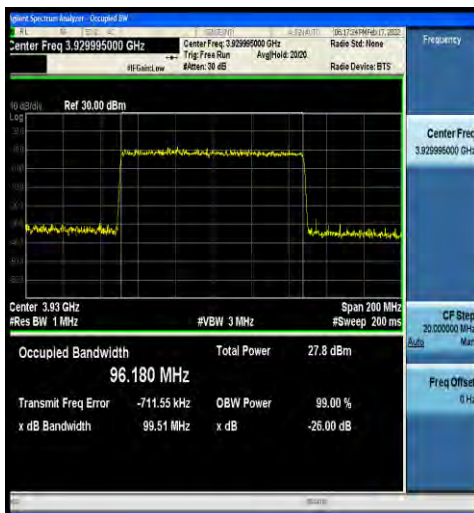 Agilent Spectrum Analyzer - Occupied BW
Center Freq 3.929995000 GHz
Center Freq: 3.929995000 GHz
Radio Std: None
Trig: Free Run
Avg|Hold: 20/20
#IFGain:Low
#Atten: 30 dB
Radio Device: BTS
Frequency
10 dB/div
Ref 30.00 dBm
Log
Center Freq
3.929995000 GHz
Center 3.93 GHz
Span 200 MHz
#Res BW 1 MHz
#VBW 3 MHz
#Sweep 200 ms
CF Step
20.000000 MHz
Auto
Man
Occupied Bandwidth
Total Power
27.8 dBm
96.180 MHz
Freq Offset
0 Hz
Transmit Freq Error
-711.55 kHz
OBW Power
99.00 %
x dB Bandwidth
99.51 MHz
x dB
-26.00 dB